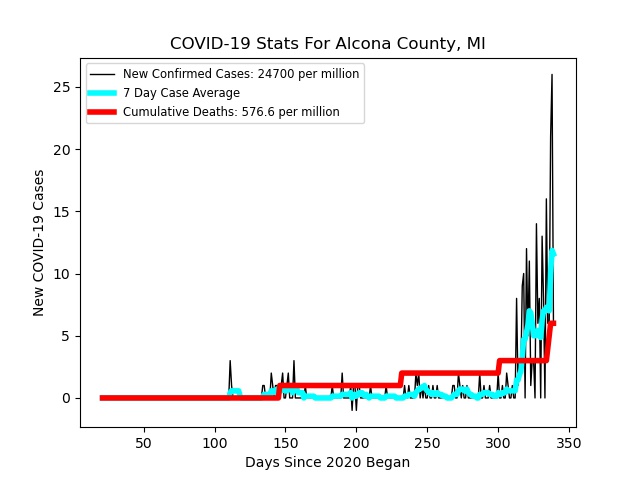 COVID-19 Stats For Alcona County, MI
New Confirmed Cases: 24700 per million
7 Day Case Average
Cumulative Deaths: 576.6 per million
New COVID-19 Cases
25
20
15
10
5
0
50 100 150 200 250 300 350
Days Since 2020 Began